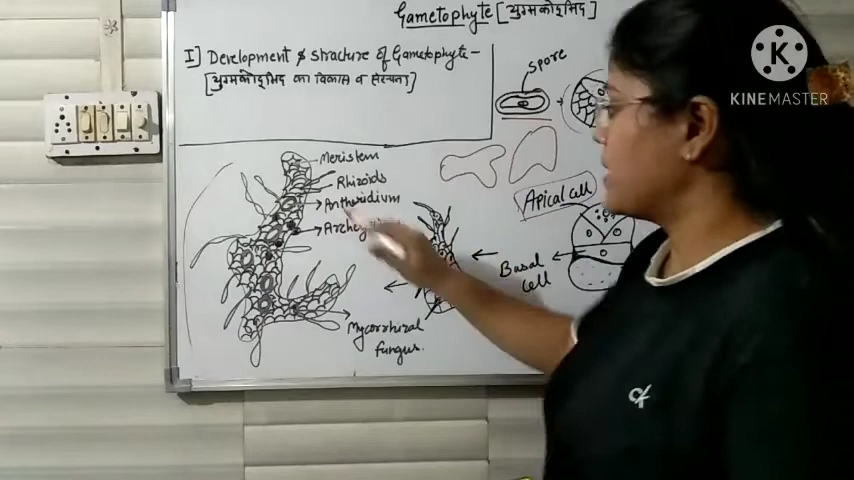 Gametophyte [युग्मकोद्भिद]
I] Development & structure of Gametophyte -
[युग्मकोद्भिद का विकास व संरचना]
spore
KINEMASTER
Meristem
Rhizoids
Antheridium
Apical cell
Basal
cell
Mycorrhizal
fungus.